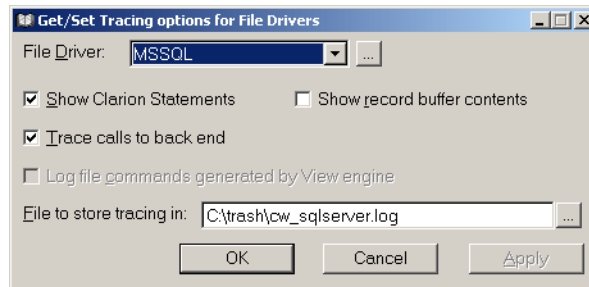 Get/Set Tracing options for File Drivers
File Driver: MSSQL ...
Show Clarion Statements Show record buffer contents
Trace calls to back end
Log file commands generated by View engine
File to store tracing in: C:\trash\cw_sqlserver.log ...
OK Cancel Apply